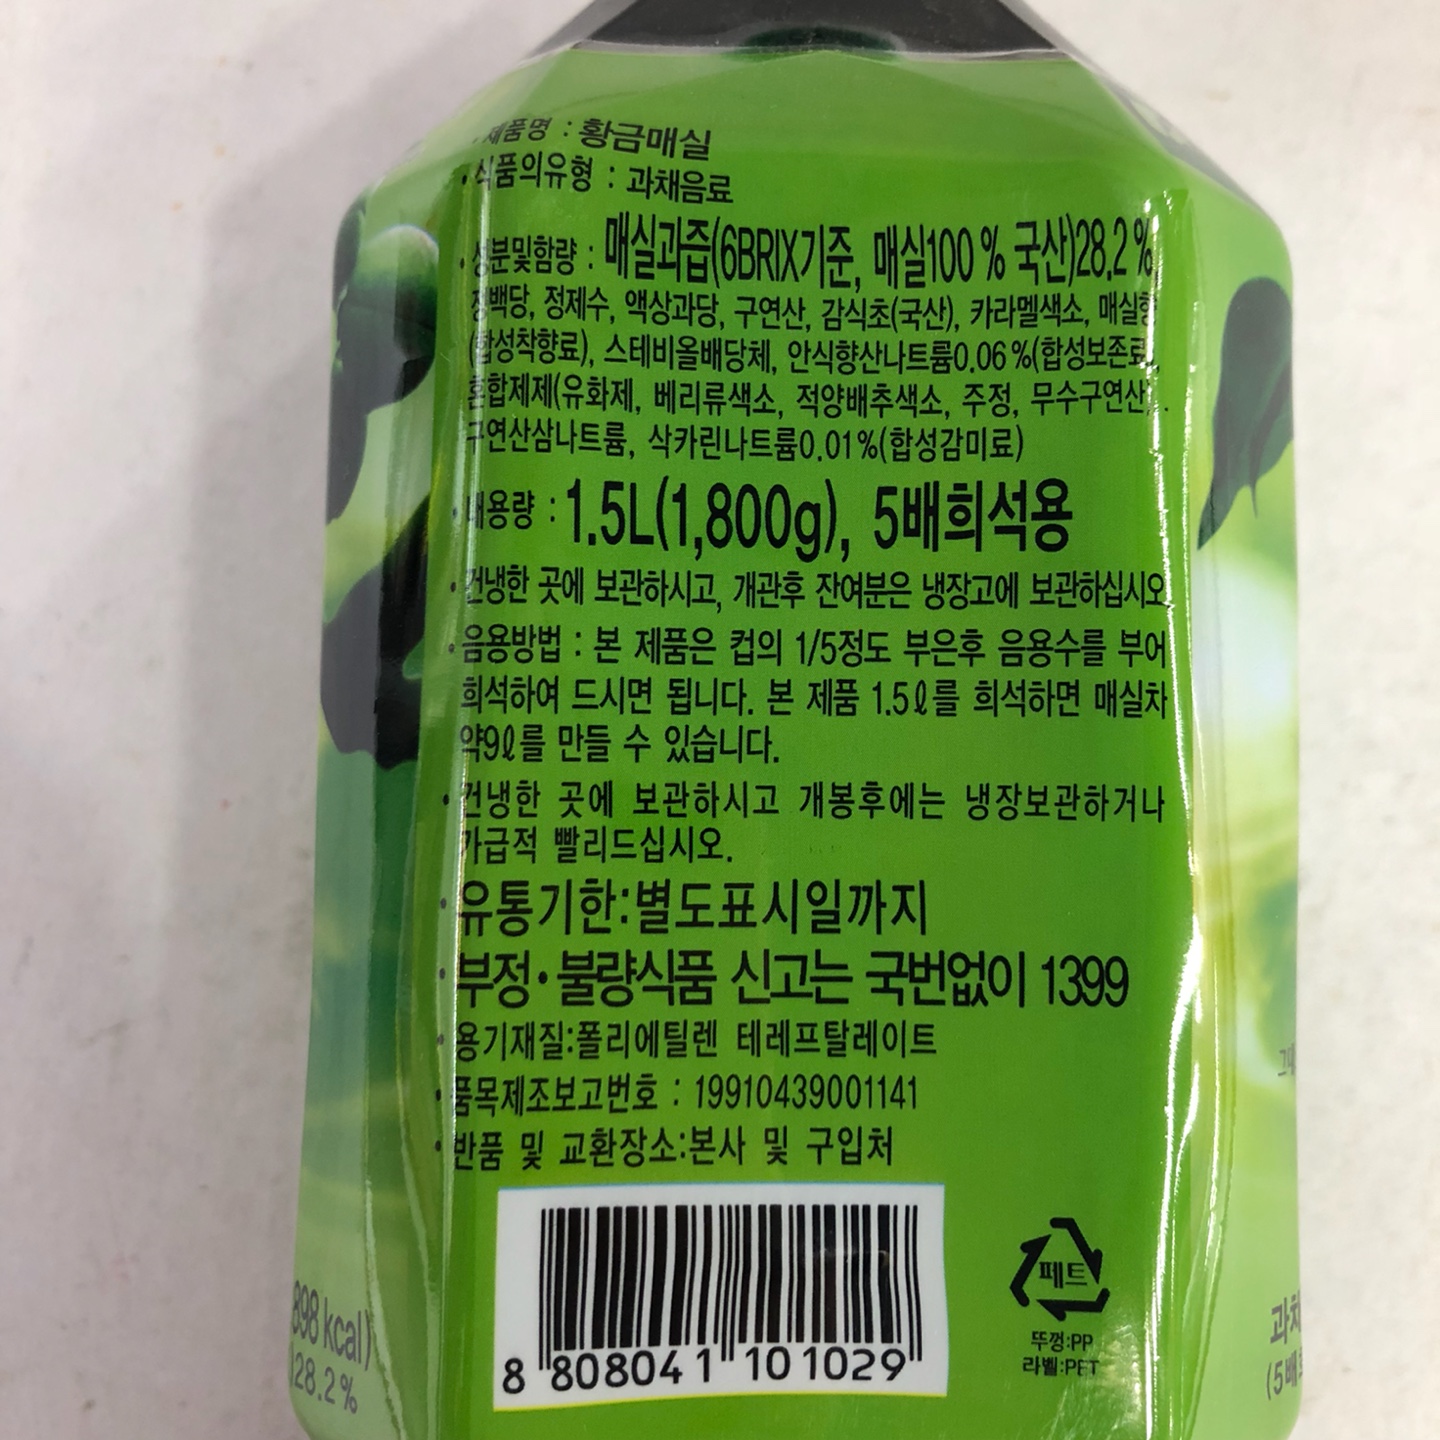 ·제품명 : 황금매실
·식품의유형 : 과채음료
·성분및함량 : 매실과즙(6BRIX기준, 매실100 % 국산)28.2 %,
정백당, 정제수, 액상과당, 구연산, 감식초(국산), 카라멜색소, 매실향
(합성착향료), 스테비올배당체, 안식향산나트륨0.06 %(합성보존료),
혼합제제(유화제, 베리류색소, 적양배추색소, 주정, 무수구연산),
구연산삼나트륨, 삭카린나트륨0.01%(합성감미료)
·내용량 : 1.5L(1,800g), 5배희석용
·건냉한 곳에 보관하시고, 개관후 잔여분은 냉장고에 보관하십시오
·음용방법 : 본 제품은 컵의 1/5정도 부은후 음용수를 부어
희석하여 드시면 됩니다. 본 제품 1.5ℓ를 희석하면 매실차
약9ℓ를 만들 수 있습니다.
·건냉한 곳에 보관하시고 개봉후에는 냉장보관하거나
가급적 빨리드십시오.
·유통기한:별도표시일까지
·부정·불량식품 신고는 국번없이 1399
·용기재질:폴리에틸렌 테레프탈레이트
·품목제조보고번호 : 19910439001141
·반품 및 교환장소:본사 및 구입처
8 808041 101029
페트
뚜껑:PP
라벨:PET
898 kcal)
28.2 %
과채
(5배